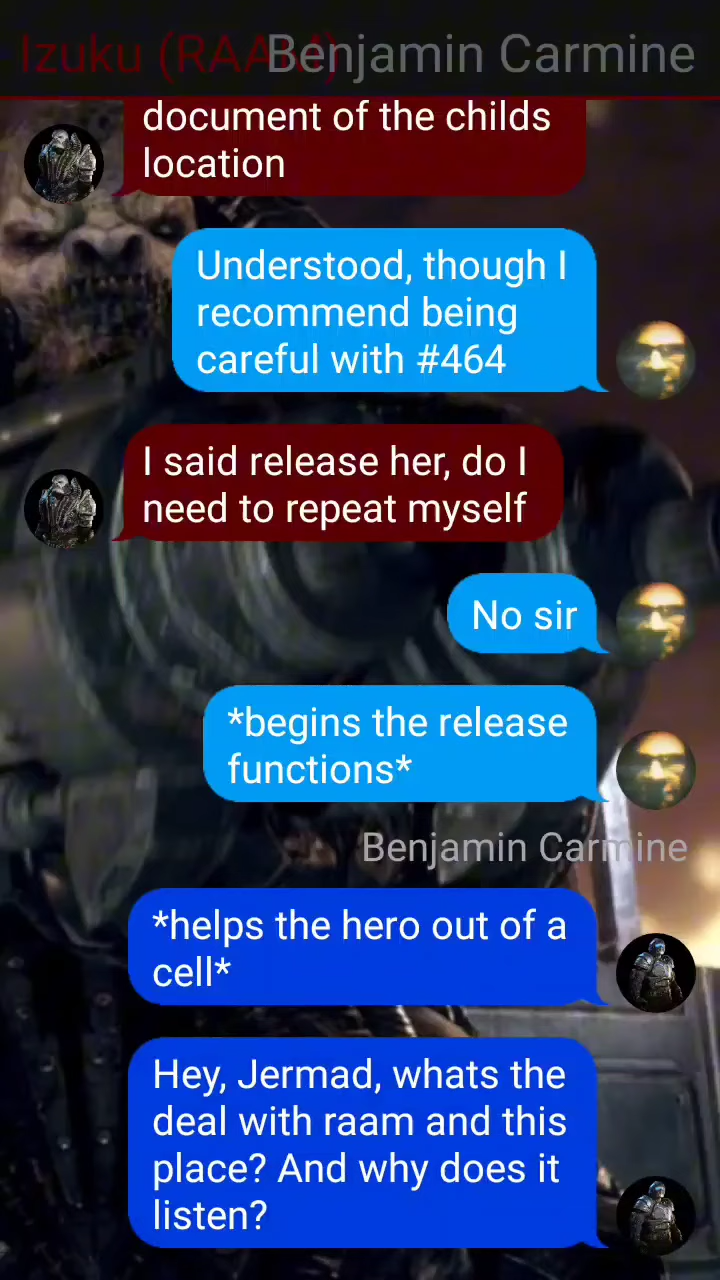 Izuku (RAAM) Benjamin Carmine
document of the childs
location
Understood, though I
recommend being
careful with #464
I said release her, do I
need to repeat myself
No sir
*begins the release
functions*
Benjamin Carmine
*helps the hero out of a
cell*
Hey, Jermad, whats the
deal with raam and this
place? And why does it
listen?